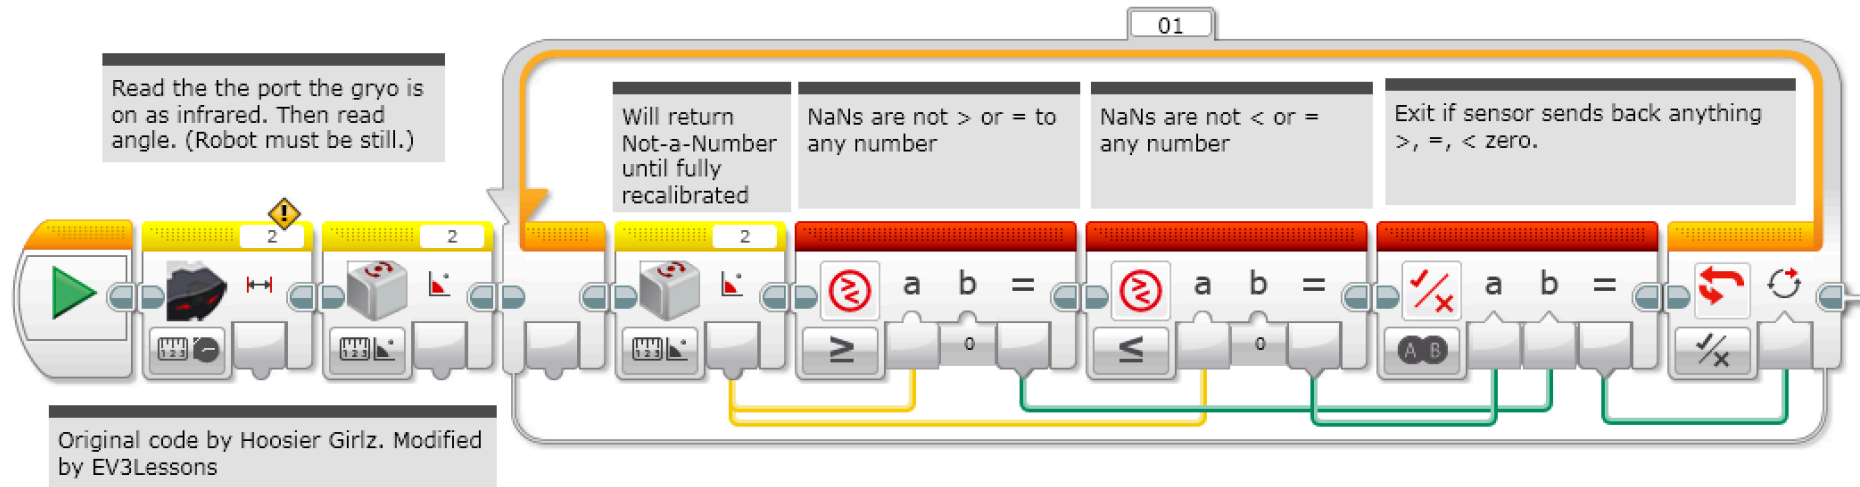 01
Read the the port the gryo is
on as infrared. Then read
angle. (Robot must be still.)
Will return
Not-a-Number
until fully
recalibrated
NaNs are not > or = to
any number
NaNs are not < or =
any number
Exit if sensor sends back anything
>, =, < zero.
2
2
2
a b =
a b =
a b =
123
123
123
≥
0
≤
0
A B
Original code by Hoosier Girlz. Modified
by EV3Lessons